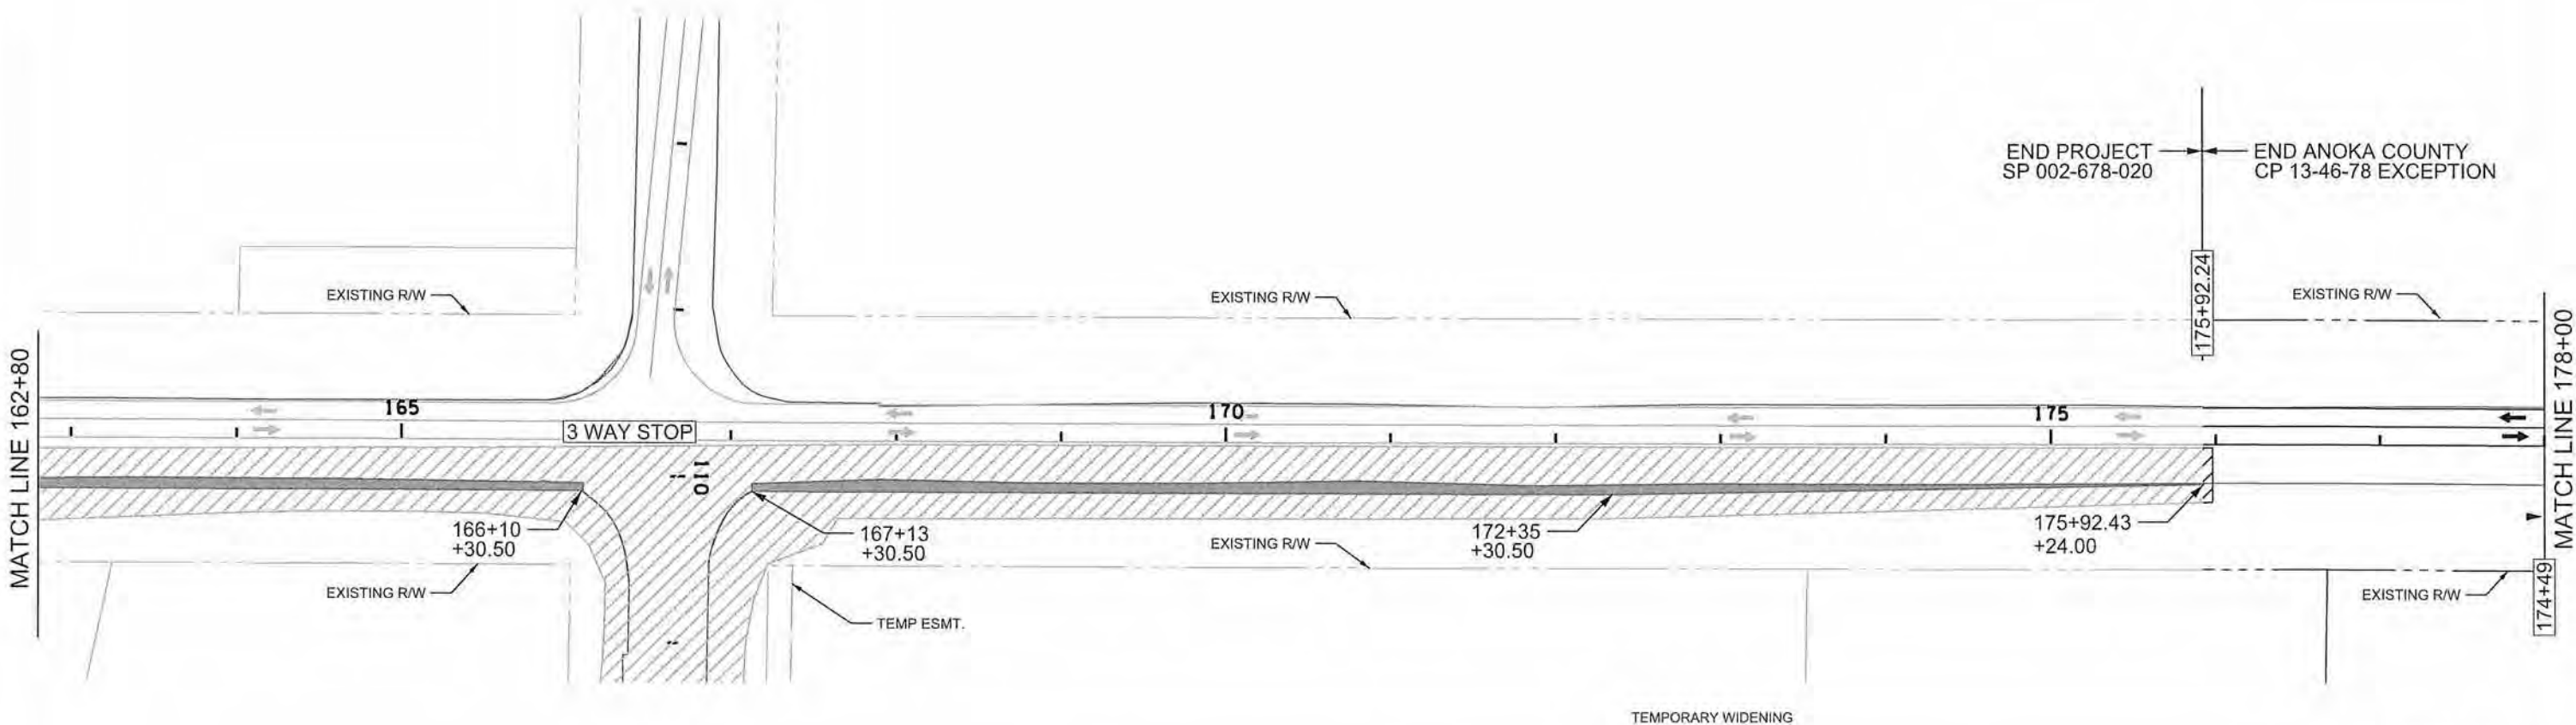 END PROJECT
SP 002-678-020
END ANOKA COUNTY
CP 13-46-78 EXCEPTION
175+92.24
EXISTING R/W
EXISTING R/W
EXISTING R/W
MATCH LINE 162+80
MATCH LINE 178+00
165
170
175
3 WAY STOP
110
166+10
+30.50
167+13
+30.50
172+35
+30.50
175+92.43
+24.00
EXISTING R/W
EXISTING R/W
EXISTING R/W
174+49
TEMP ESMT.
TEMPORARY WIDENING